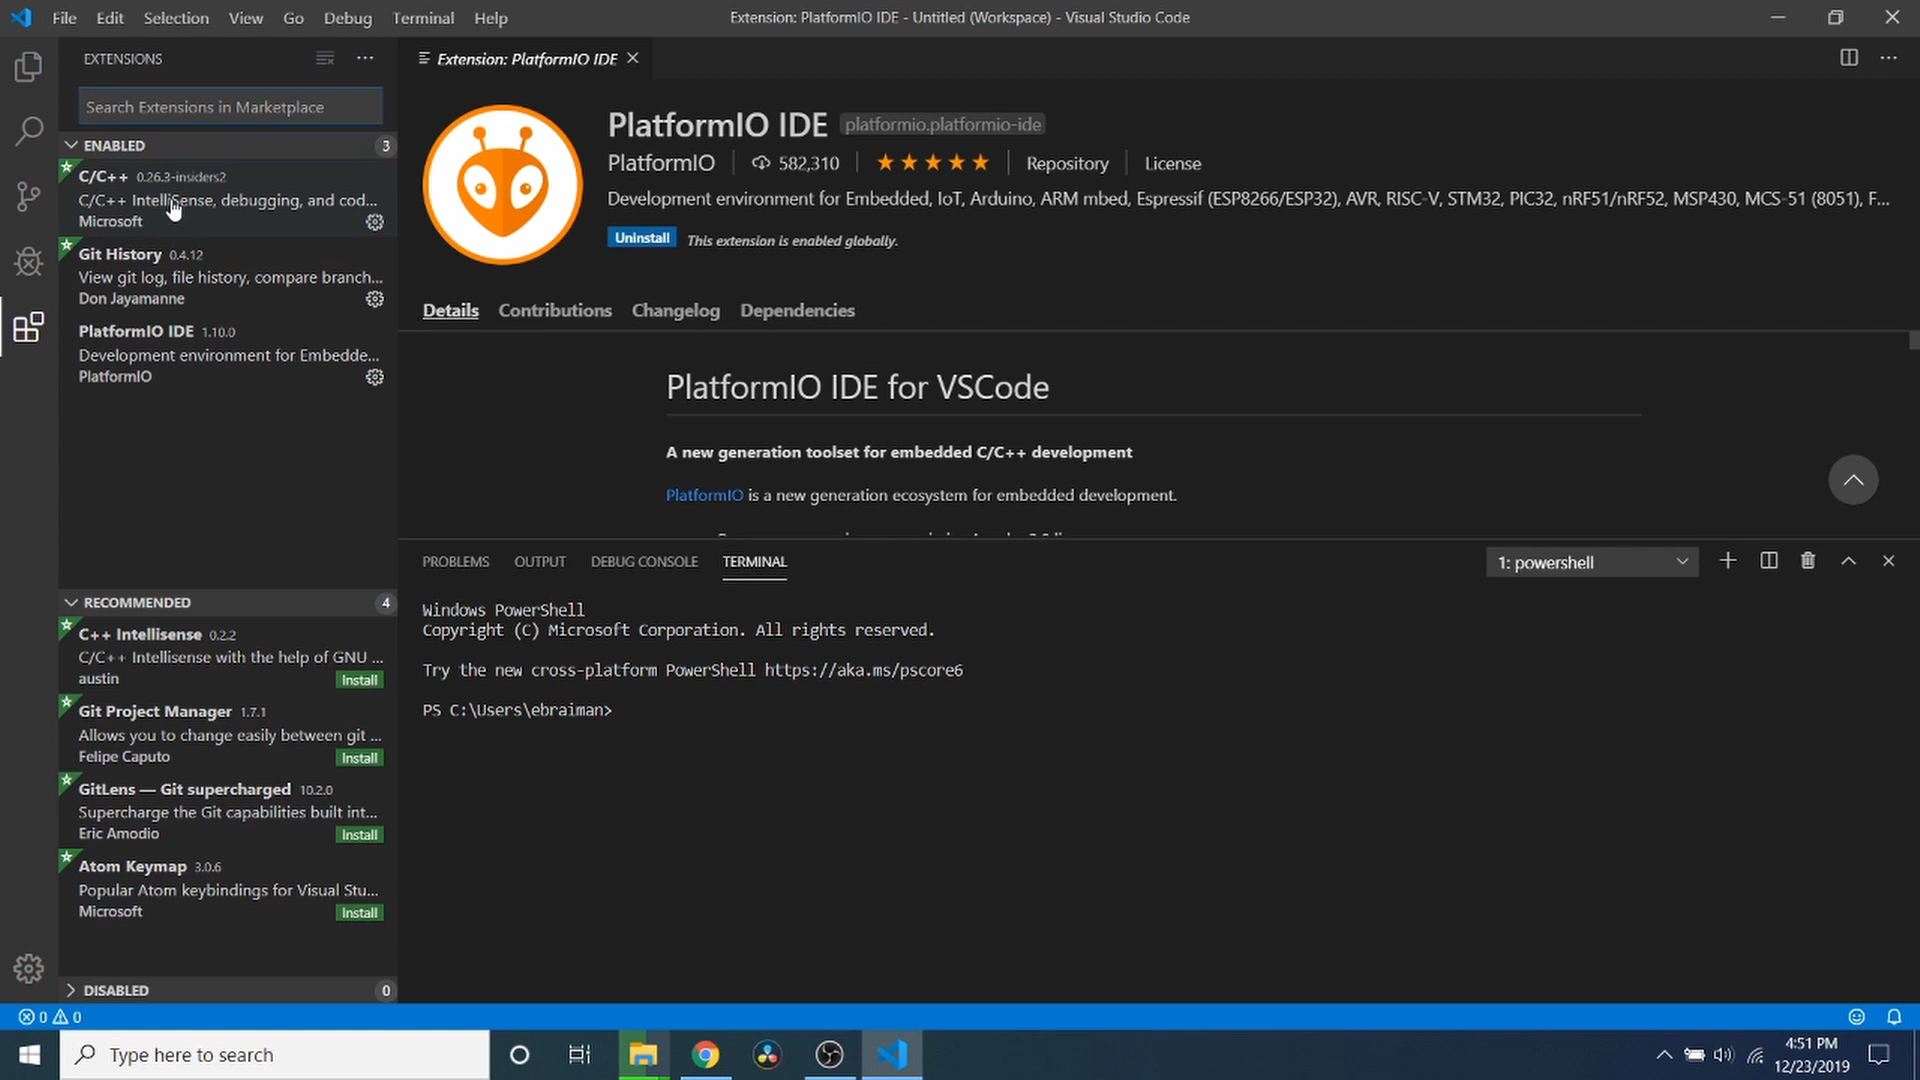 File Edit Selection View Go Debug Terminal Help
Extension: PlatformIO IDE - Untitled (Workspace) - Visual Studio Code
EXTENSIONS
Search Extensions in Marketplace
ENABLED 3
C/C++ 0.26.3-insiders2
C/C++ IntelliSense, debugging, and cod...
Microsoft
Git History 0.4.12
View git log, file history, compare branch...
Don Jayamanne
PlatformIO IDE 1.10.0
Development environment for Embedde...
PlatformIO
RECOMMENDED 4
C++ Intellisense 0.2.2
C/C++ Intellisense with the help of GNU ...
austin Install
Git Project Manager 1.7.1
Allows you to change easily between git ...
Felipe Caputo Install
GitLens — Git supercharged 10.2.0
Supercharge the Git capabilities built int...
Eric Amodio Install
Atom Keymap 3.0.6
Popular Atom keybindings for Visual Stu...
Microsoft Install
DISABLED 0
Extension: PlatformIO IDE
PlatformIO IDE platformio.platformio-ide
PlatformIO 582,310 Repository License
Development environment for Embedded, IoT, Arduino, ARM mbed, Espressif (ESP8266/ESP32), AVR, RISC-V, STM32, PIC32, nRF51/nRF52, MSP430, MCS-51 (8051), F...
Uninstall This extension is enabled globally.
Details Contributions Changelog Dependencies
PlatformIO IDE for VSCode
A new generation toolset for embedded C/C++ development
PlatformIO is a new generation ecosystem for embedded development.
PROBLEMS OUTPUT DEBUG CONSOLE TERMINAL 1: powershell
Windows PowerShell
Copyright (C) Microsoft Corporation. All rights reserved.
Try the new cross-platform PowerShell https://aka.ms/pscore6
PS C:\Users\ebraiman>
0 0
Type here to search
4:51 PM
12/23/2019